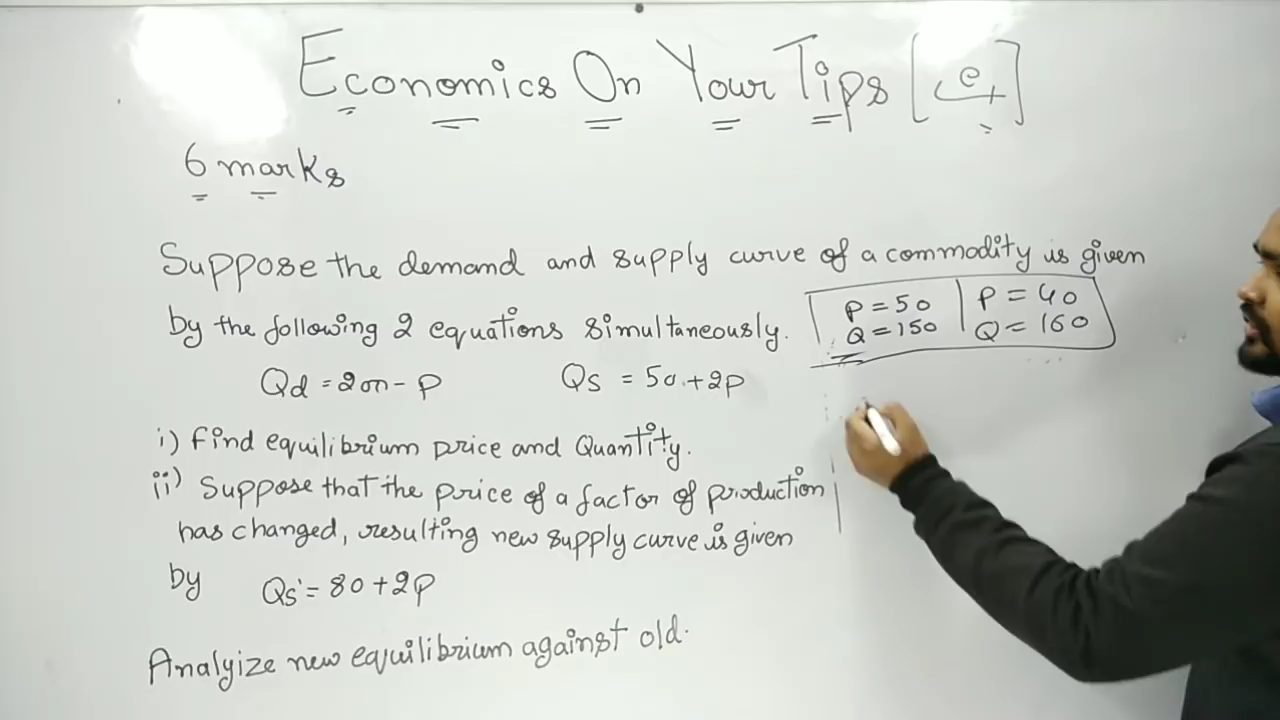 Economics On Your Tips [et]
6 marks
Suppose the demand and supply curve of a commodity is given
by the following 2 equations simultaneously.
P = 50 | P = 40
Q = 150 | Q = 160
Qd = 200 - P Qs = 50 + 2P
i) Find equilibrium price and Quantity.
ii) Suppose that the price of a factor of production
has changed, resulting new supply curve is given
by Qs' = 80 + 2P
Analyize new equilibrium against old.